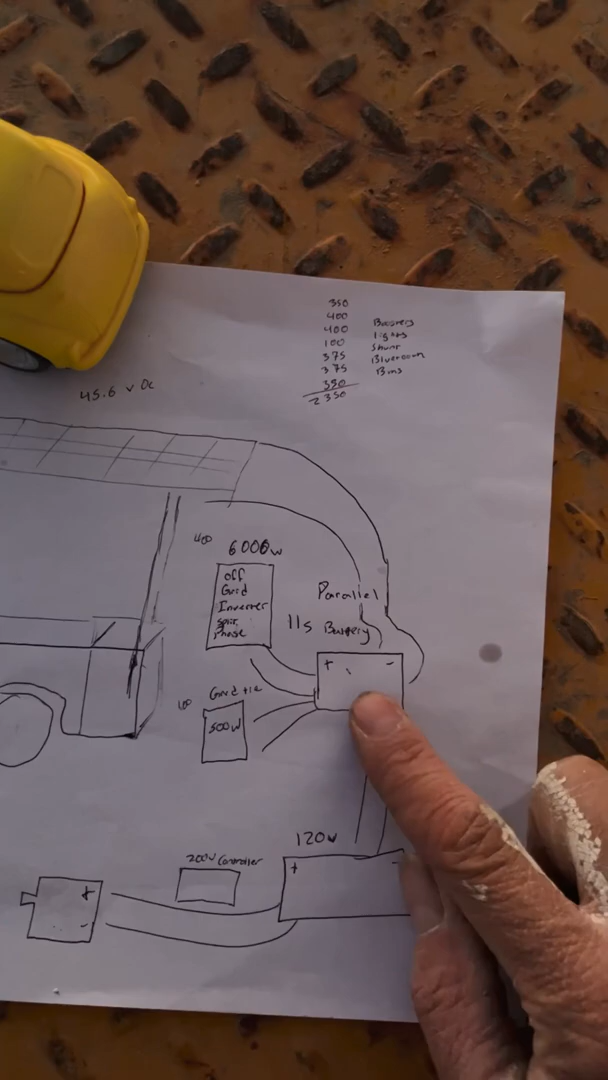 350
400
400 Boosters
100 lights
375 Shunt
375 Bluetooth
350 Bms
2350
45.6 v Dc
400 6000w
Off
Grid
Inverter
Split
Phase
Parallel
11s Battery
+ -
Grid tie
100
500w
120v
200v Controller
+ -
+
-